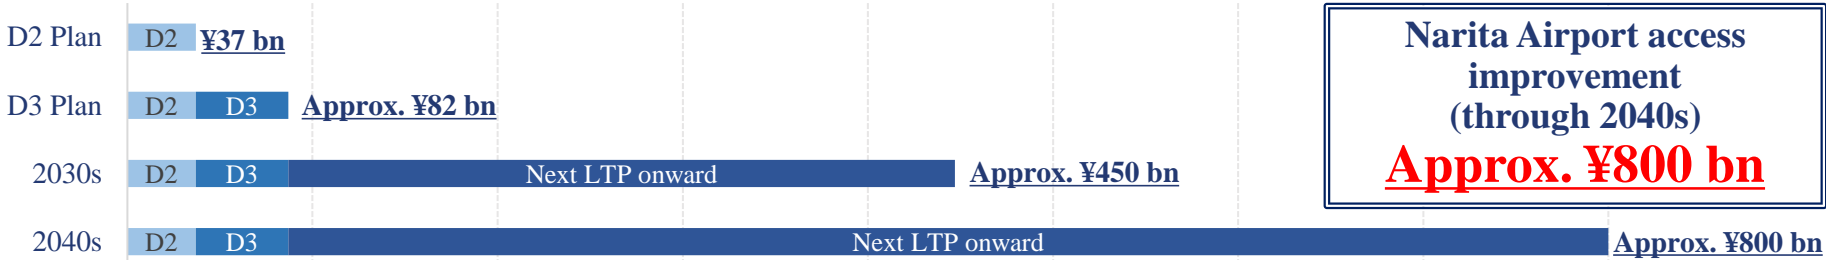 D2 Plan D2 ¥37 bn
D3 Plan D2 D3 Approx. ¥82 bn
2030s D2 D3 Next LTP onward Approx. ¥450 bn
2040s D2 D3 Next LTP onward Approx. ¥800 bn
Narita Airport access
improvement
(through 2040s)
Approx. ¥800 bn